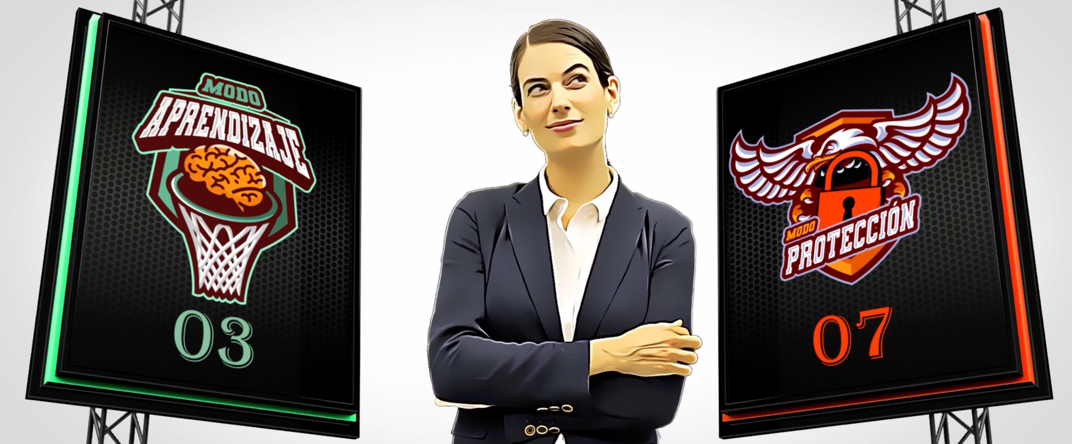 MODO
APRENDIZAJE
03
MODO
PROTECCIÓN
07